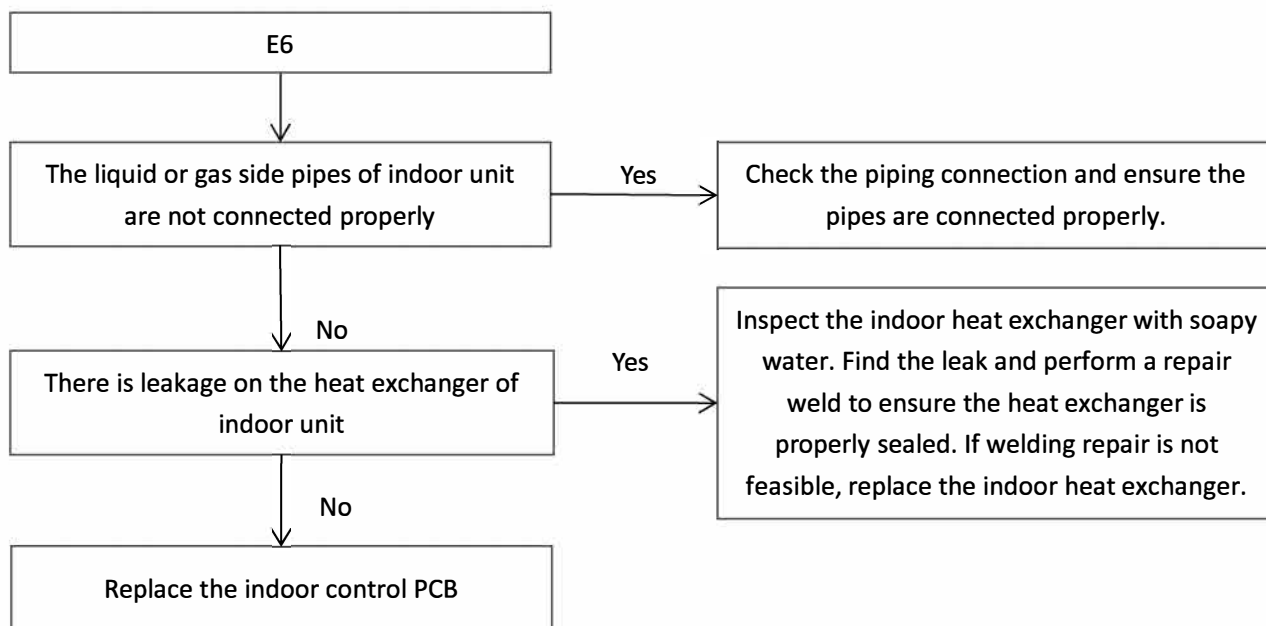 E6
The liquid or gas side pipes of indoor unit
are not connected properly
Yes
Check the piping connection and ensure the
pipes are connected properly.
No
There is leakage on the heat exchanger of
indoor unit
Yes
Inspect the indoor heat exchanger with soapy
water. Find the leak and perform a repair
weld to ensure the heat exchanger is
properly sealed. If welding repair is not
feasible, replace the indoor heat exchanger.
No
Replace the indoor control PCB